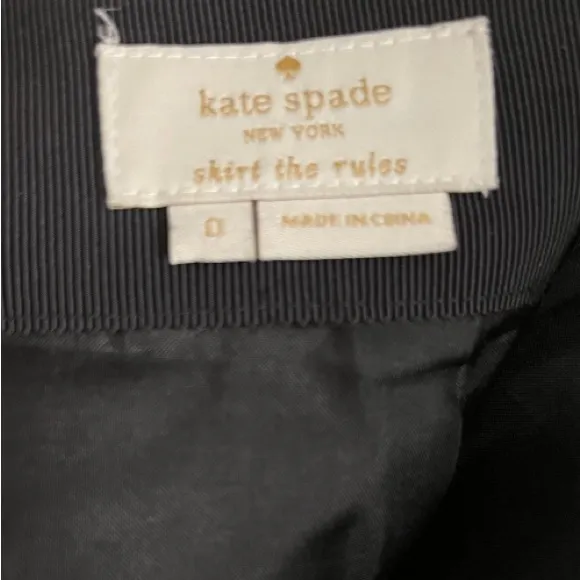 kate spade
NEW YORK
skirt the rules
0
MADE IN CHINA